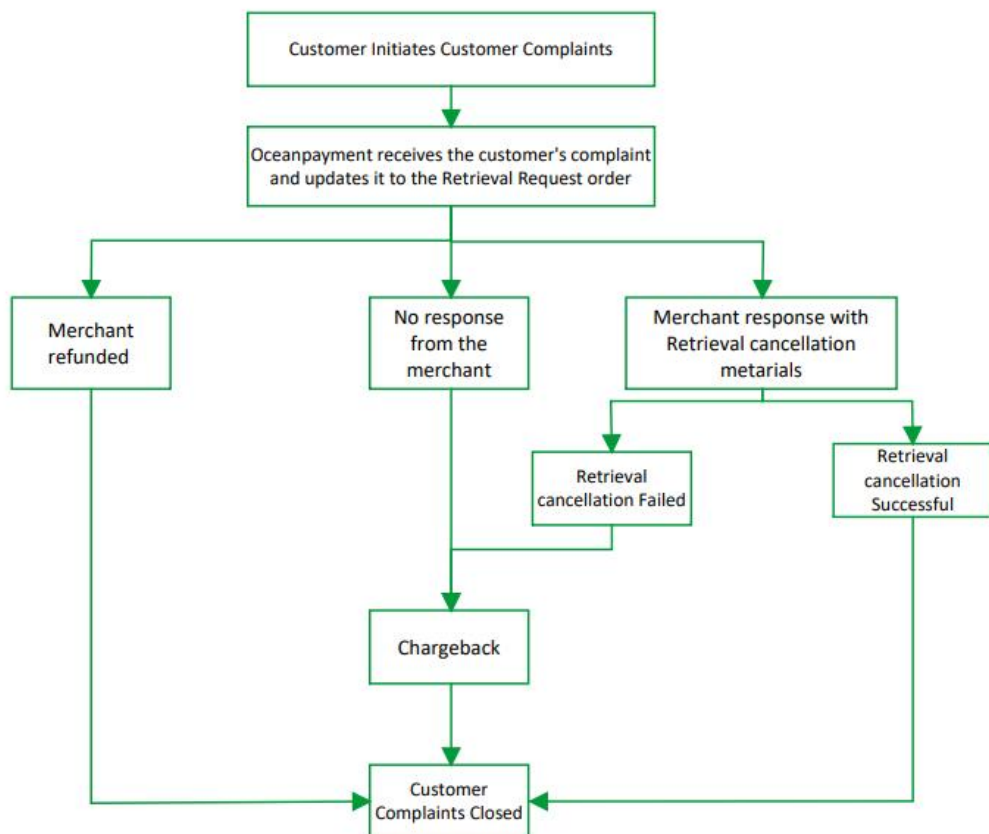 Customer Initiates Customer Complaints
Oceanpayment receives the customer's complaint
and updates it to the Retrieval Request order
Merchant
refunded
No response
from the
merchant
Merchant response with
Retrieval cancellation
metarials
Retrieval
cancellation Failed
Retrieval
cancellation
Successful
Chargeback
Customer
Complaints Closed